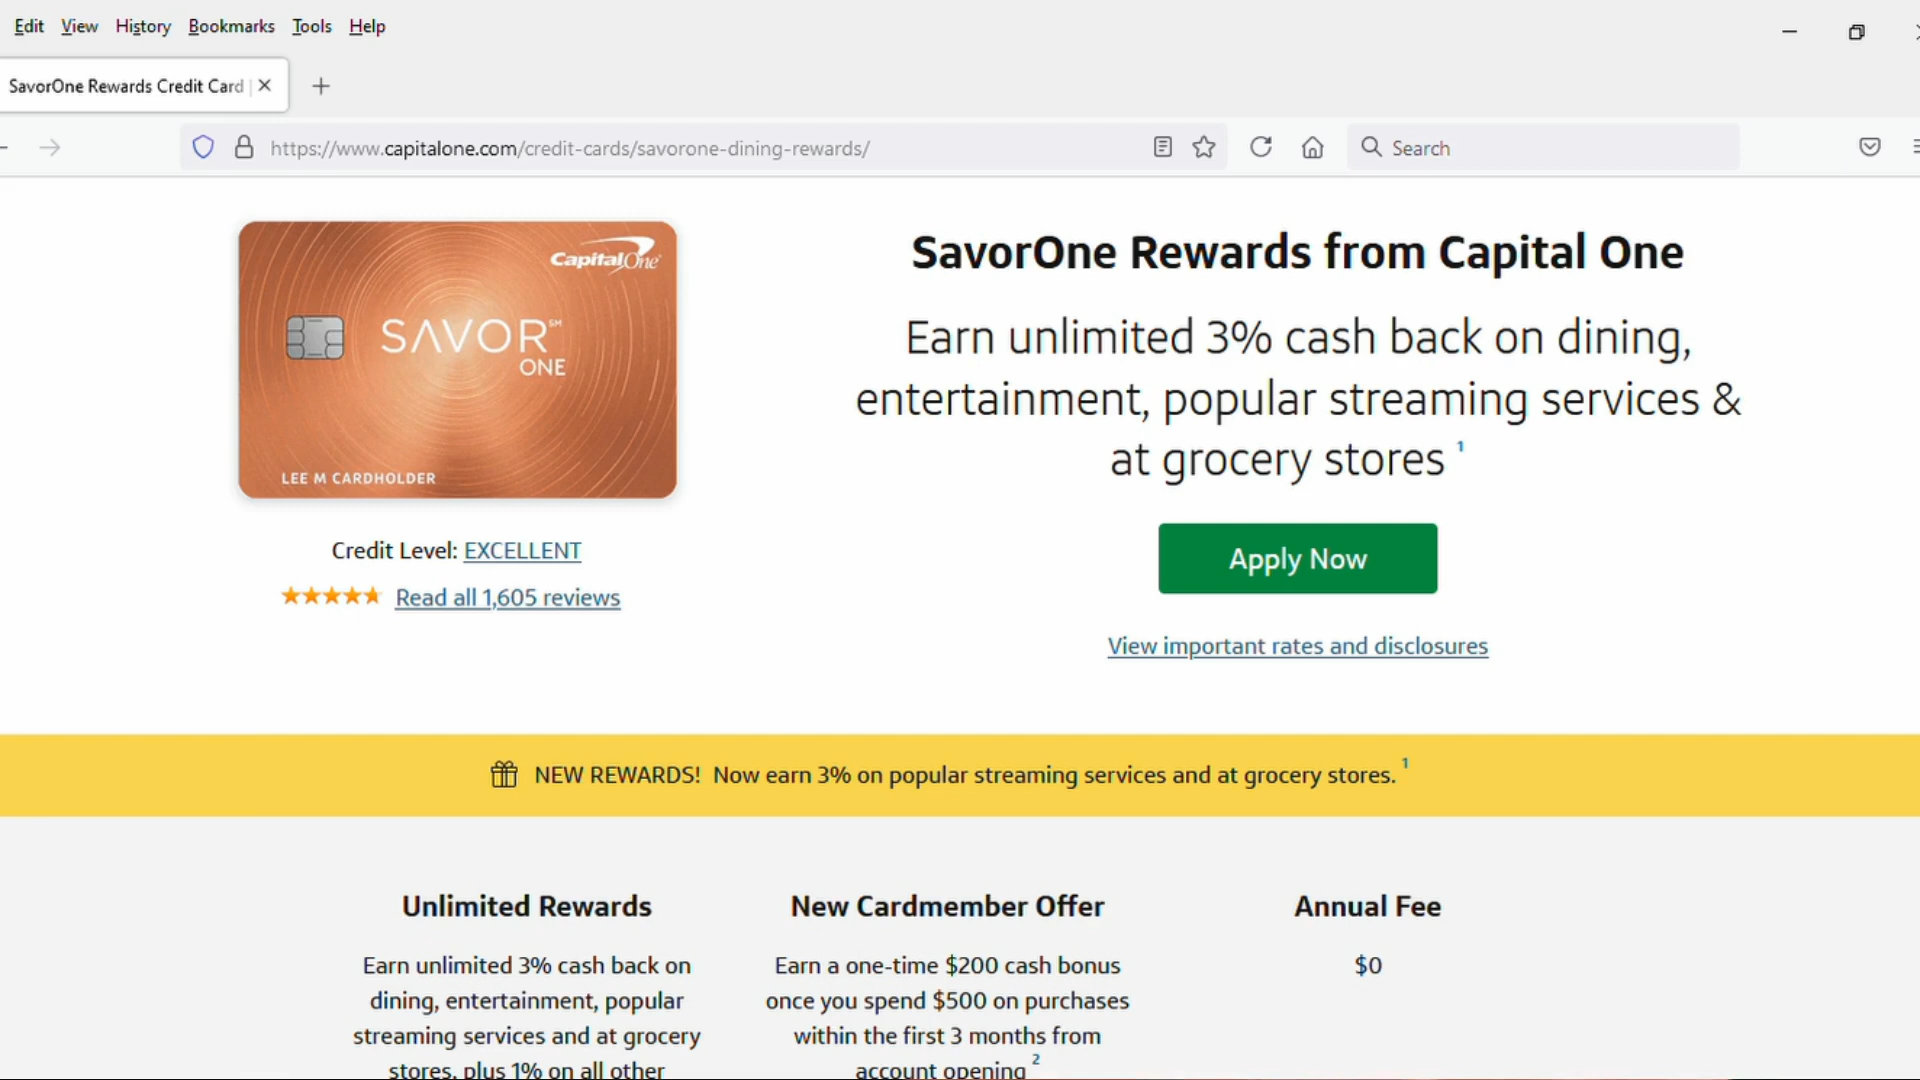 Edit View History Bookmarks Tools Help
SavorOne Rewards Credit Card
https://www.capitalone.com/credit-cards/savorone-dining-rewards/
Search
Capital One
SAVOR℠
ONE
LEE M CARDHOLDER
Credit Level: EXCELLENT
Read all 1,605 reviews
SavorOne Rewards from Capital One
Earn unlimited 3% cash back on dining,
entertainment, popular streaming services &
at grocery stores 1
Apply Now
View important rates and disclosures
NEW REWARDS! Now earn 3% on popular streaming services and at grocery stores. 1
Unlimited Rewards
Earn unlimited 3% cash back on
dining, entertainment, popular
streaming services and at grocery
stores, plus 1% on all other
New Cardmember Offer
Earn a one-time $200 cash bonus
once you spend $500 on purchases
within the first 3 months from
account opening 2
Annual Fee
$0